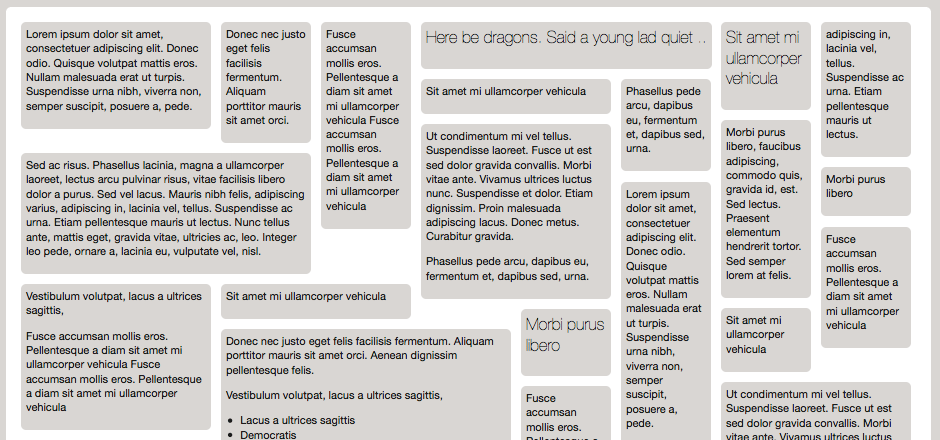 Lorem ipsum dolor sit amet,
consectetuer adipiscing elit. Donec
odio. Quisque volutpat mattis eros.
Nullam malesuada erat ut turpis.
Suspendisse urna nibh, viverra non,
semper suscipit, posuere a, pede.
Donec nec justo
eget felis
facilisis
fermentum.
Aliquam
porttitor mauris
sit amet orci.
Fusce
accumsan
mollis eros.
Pellentesque a
diam sit amet
mi ullamcorper
vehicula Fusce
accumsan
mollis eros.
Pellentesque a
diam sit amet
mi ullamcorper
vehicula
Here be dragons. Said a young lad quiet ..
Sit amet mi
ullamcorper
vehicula
adipiscing in,
lacinia vel,
tellus.
Suspendisse ac
urna. Etiam
pellentesque
mauris ut
lectus.
Sit amet mi ullamcorper vehicula
Phasellus pede
arcu, dapibus
eu, fermentum
et, dapibus sed,
urna.
Ut condimentum mi vel tellus.
Suspendisse laoreet. Fusce ut est
sed dolor gravida convallis. Morbi
vitae ante. Vivamus ultrices luctus
nunc. Suspendisse et dolor. Etiam
dignissim. Proin malesuada
adipiscing lacus. Donec metus.
Curabitur gravida.
Phasellus pede arcu, dapibus eu,
fermentum et, dapibus sed, urna.
Morbi purus
libero, faucibus
adipiscing,
commodo quis,
gravida id, est.
Sed lectus.
Praesent
elementum
hendrerit tortor.
Sed semper
lorem at felis.
Sed ac risus. Phasellus lacinia, magna a ullamcorper
laoreet, lectus arcu pulvinar risus, vitae facilisis libero
dolor a purus. Sed vel lacus. Mauris nibh felis, adipiscing
varius, adipiscing in, lacinia vel, tellus. Suspendisse ac
urna. Etiam pellentesque mauris ut lectus. Nunc tellus
ante, mattis eget, gravida vitae, ultricies ac, leo. Integer
leo pede, ornare a, lacinia eu, vulputate vel, nisl.
Morbi purus
libero
Lorem ipsum
dolor sit amet,
consectetuer
adipiscing elit.
Donec odio.
Quisque
volutpat mattis
eros. Nullam
malesuada erat
ut turpis.
Suspendisse
urna nibh,
viverra non,
semper
suscipit,
posuere a,
pede.
Fusce
accumsan
mollis eros.
Pellentesque a
diam sit amet
mi ullamcorper
vehicula
Vestibulum volutpat, lacus a ultrices
sagittis,
Fusce accumsan mollis eros.
Pellentesque a diam sit amet mi
ullamcorper vehicula Fusce
accumsan mollis eros. Pellentesque
a diam sit amet mi ullamcorper
vehicula
Sit amet mi ullamcorper vehicula
Morbi purus
libero
Sit amet mi
ullamcorper
vehicula
Donec nec justo eget felis facilisis fermentum. Aliquam
porttitor mauris sit amet orci. Aenean dignissim
pellentesque felis.
Vestibulum volutpat, lacus a ultrices sagittis,
• Lacus a ultrices sagittis
• Democratis
Fusce
accumsan
mollis eros.
Pellentesque a
Ut condimentum mi vel tellus.
Suspendisse laoreet. Fusce ut est
sed dolor gravida convallis. Morbi
vitae ante. Vivamus ultrices luctus